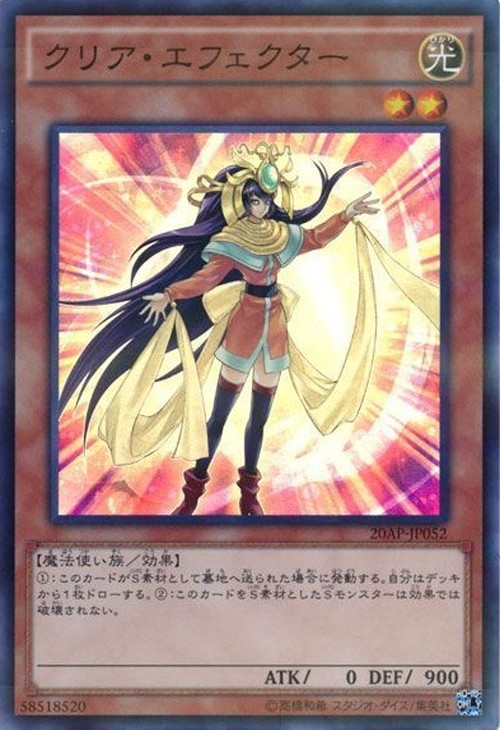 クリア・エフェクター
光
20AP-JP052
【魔法使い族／効果】
①：このカードがS素材として墓地へ送られた場合に発動する。自分はデッキ
から1枚ドローする。②：このカードをS素材としたSモンスターは効果では
破壊されない。
ATK/ 0 DEF/ 900
58518520 ©高橋和希 スタジオ・ダイス/集英社